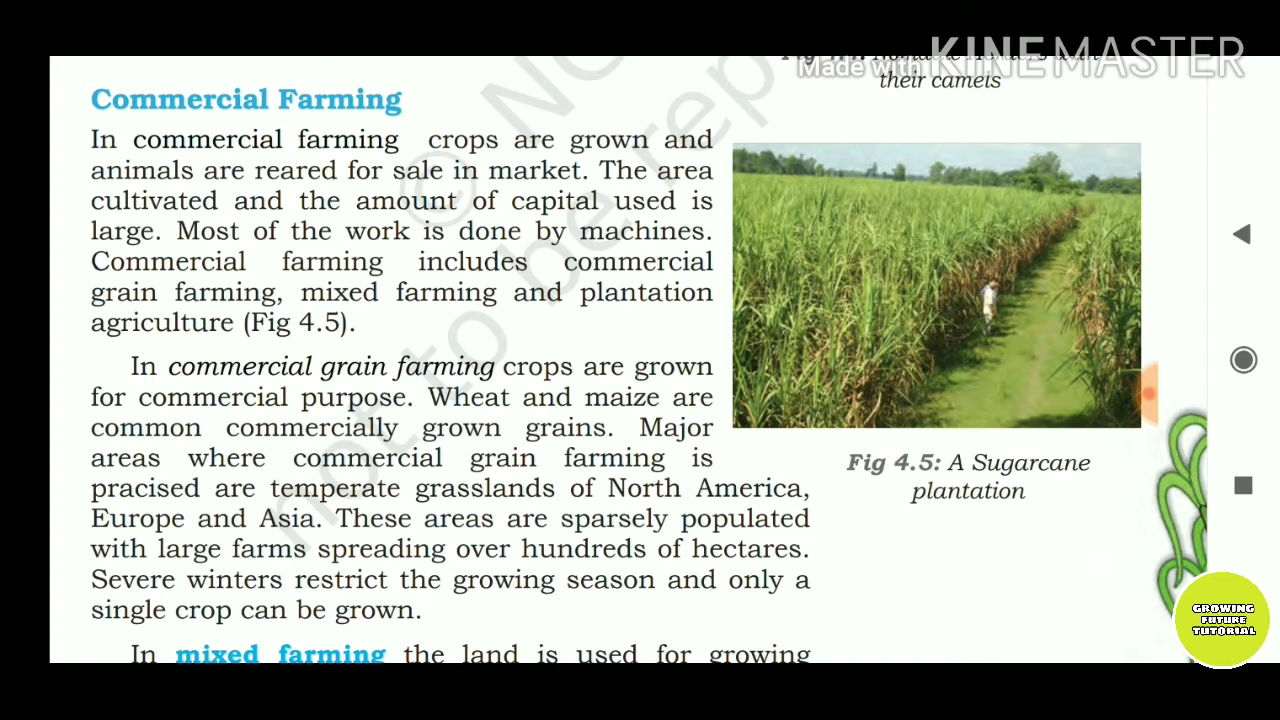 Made with KINEMASTER
their camels
Commercial Farming
In commercial farming crops are grown and
animals are reared for sale in market. The area
cultivated and the amount of capital used is
large. Most of the work is done by machines.
Commercial farming includes commercial
grain farming, mixed farming and plantation
agriculture (Fig 4.5).
In commercial grain farming crops are grown
for commercial purpose. Wheat and maize are
common commercially grown grains. Major
areas where commercial grain farming is
practised are temperate grasslands of North America,
Europe and Asia. These areas are sparsely populated
with large farms spreading over hundreds of hectares.
Severe winters restrict the growing season and only a
single crop can be grown.
In mixed farming the land is used for growing
Fig 4.5: A Sugarcane
plantation
© No
not to be rep
GROWING
FUTURE
TUTORIAL